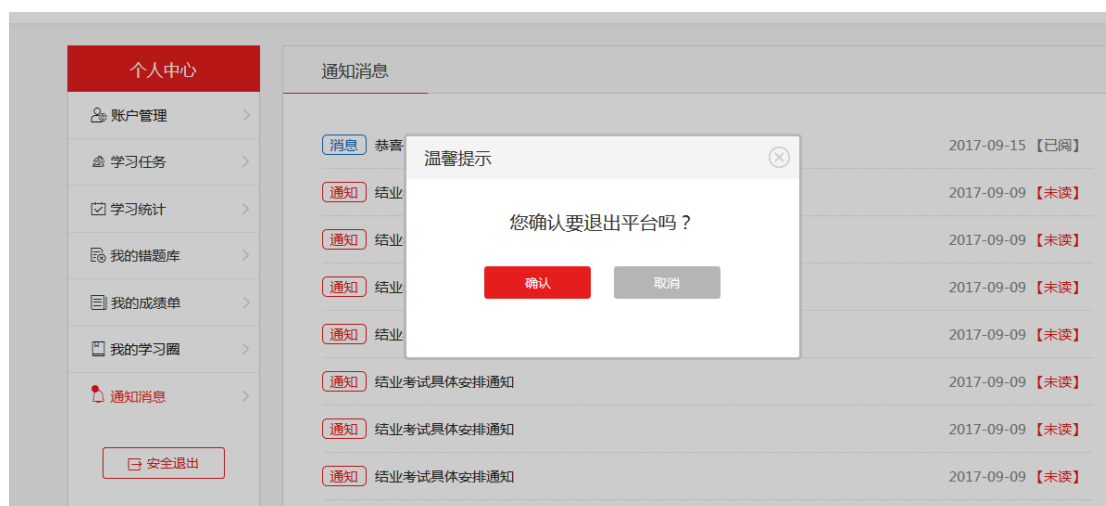 个人中心
账户管理
学习任务
学习统计
我的错题库
我的成绩单
我的学习圈
通知消息
安全退出
通知消息
消息 恭喜 2017-09-15【已阅】
通知 结业 2017-09-09【未读】
通知 结业 2017-09-09【未读】
通知 结业 2017-09-09【未读】
通知 结业 2017-09-09【未读】
通知 结业考试具体安排通知 2017-09-09【未读】
通知 结业考试具体安排通知 2017-09-09【未读】
通知 结业考试具体安排通知 2017-09-09【未读】
温馨提示
您确认要退出平台吗？
确认 取消